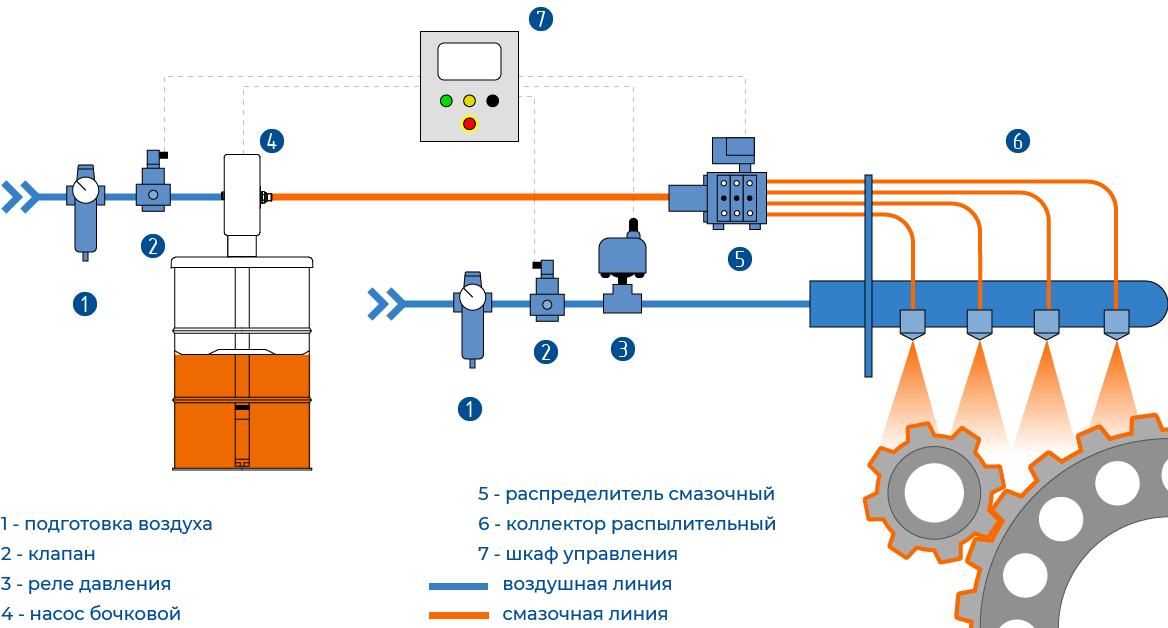 7
4
6
2
5
1
2
3
1
5 - распределитель смазочный
1 - подготовка воздуха
6 - коллектор распылительный
2 - клапан
7 - шкаф управления
3 - реле давления
воздушная линия
4 - насос бочковой
смазочная линия